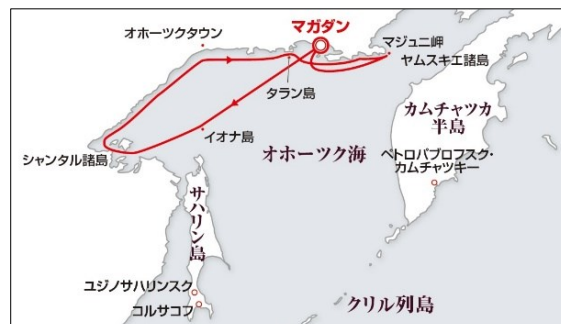 オホーツクタウン
マガダン
マジュニ岬
ヤムスキエ諸島
タラン島
カムチャツカ
半島
イオナ島
オホーツク海
シャンタル諸島
ペトロパブロフスク・
カムチャツキー
サハリン島
ユジノサハリンスク
コルサコフ
クリル列島